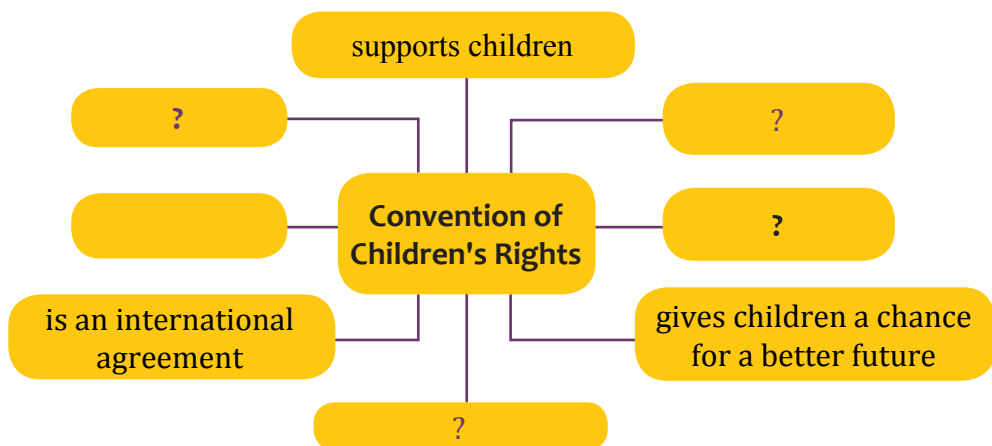 supports children
?
?
Convention of
Children's Rights
?
is an international
agreement
gives children a chance
for a better future
?